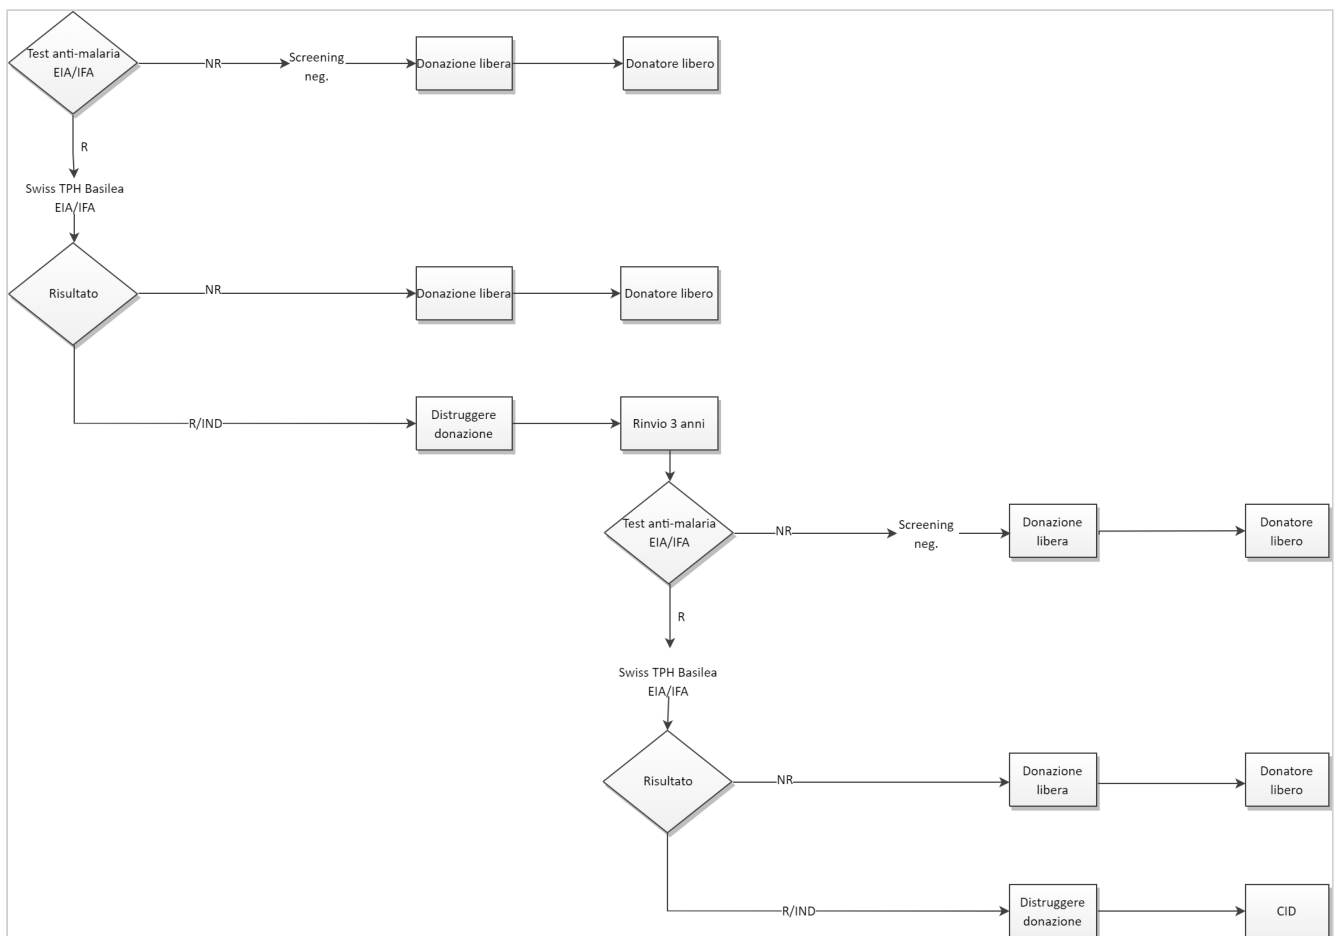 Test anti-malaria
EIA/IFA
NR
Screening
neg.
Donazione libera
Donatore libero
R
Swiss TPH Basilea
EIA/IFA
Risultato
NR
Donazione libera
Donatore libero
R/IND
Distruggere
donazione
Rinvio 3 anni
Test anti-malaria
EIA/IFA
NR
Screening
neg.
Donazione
libera
Donatore
libero
R
Swiss TPH Basilea
EIA/IFA
Risultato
NR
Donazione
libera
Donatore
libero
R/IND
Distruggere
donazione
CID